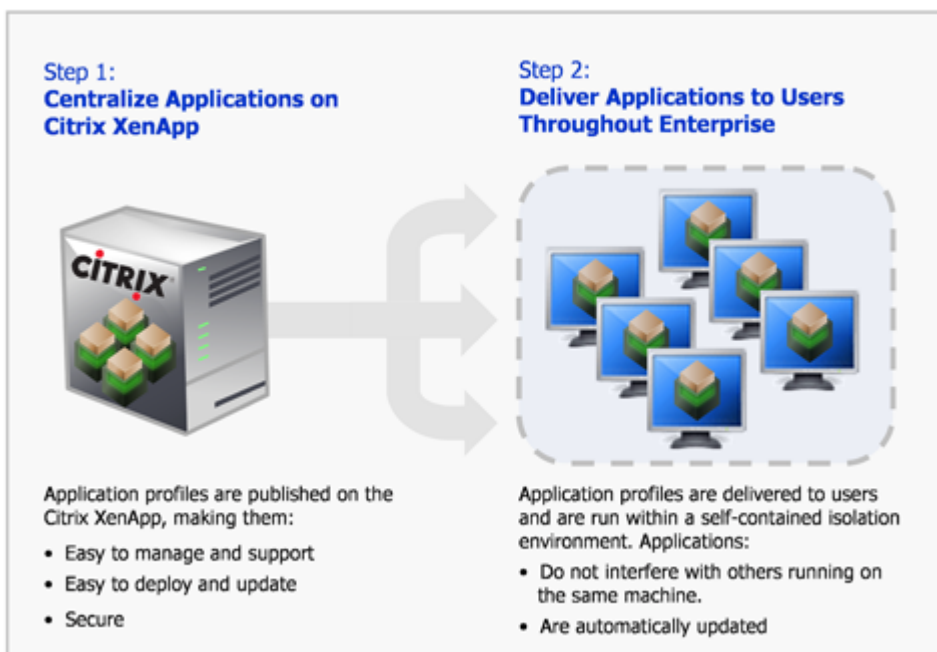 Step 1:
Centralize Applications on
Citrix XenApp
CiTRIX®
Application profiles are published on the
Citrix XenApp, making them:
• Easy to manage and support
• Easy to deploy and update
• Secure
Step 2:
Deliver Applications to Users
Throughout Enterprise
Application profiles are delivered to users
and are run within a self-contained isolation
environment. Applications:
• Do not interfere with others running on
the same machine.
• Are automatically updated